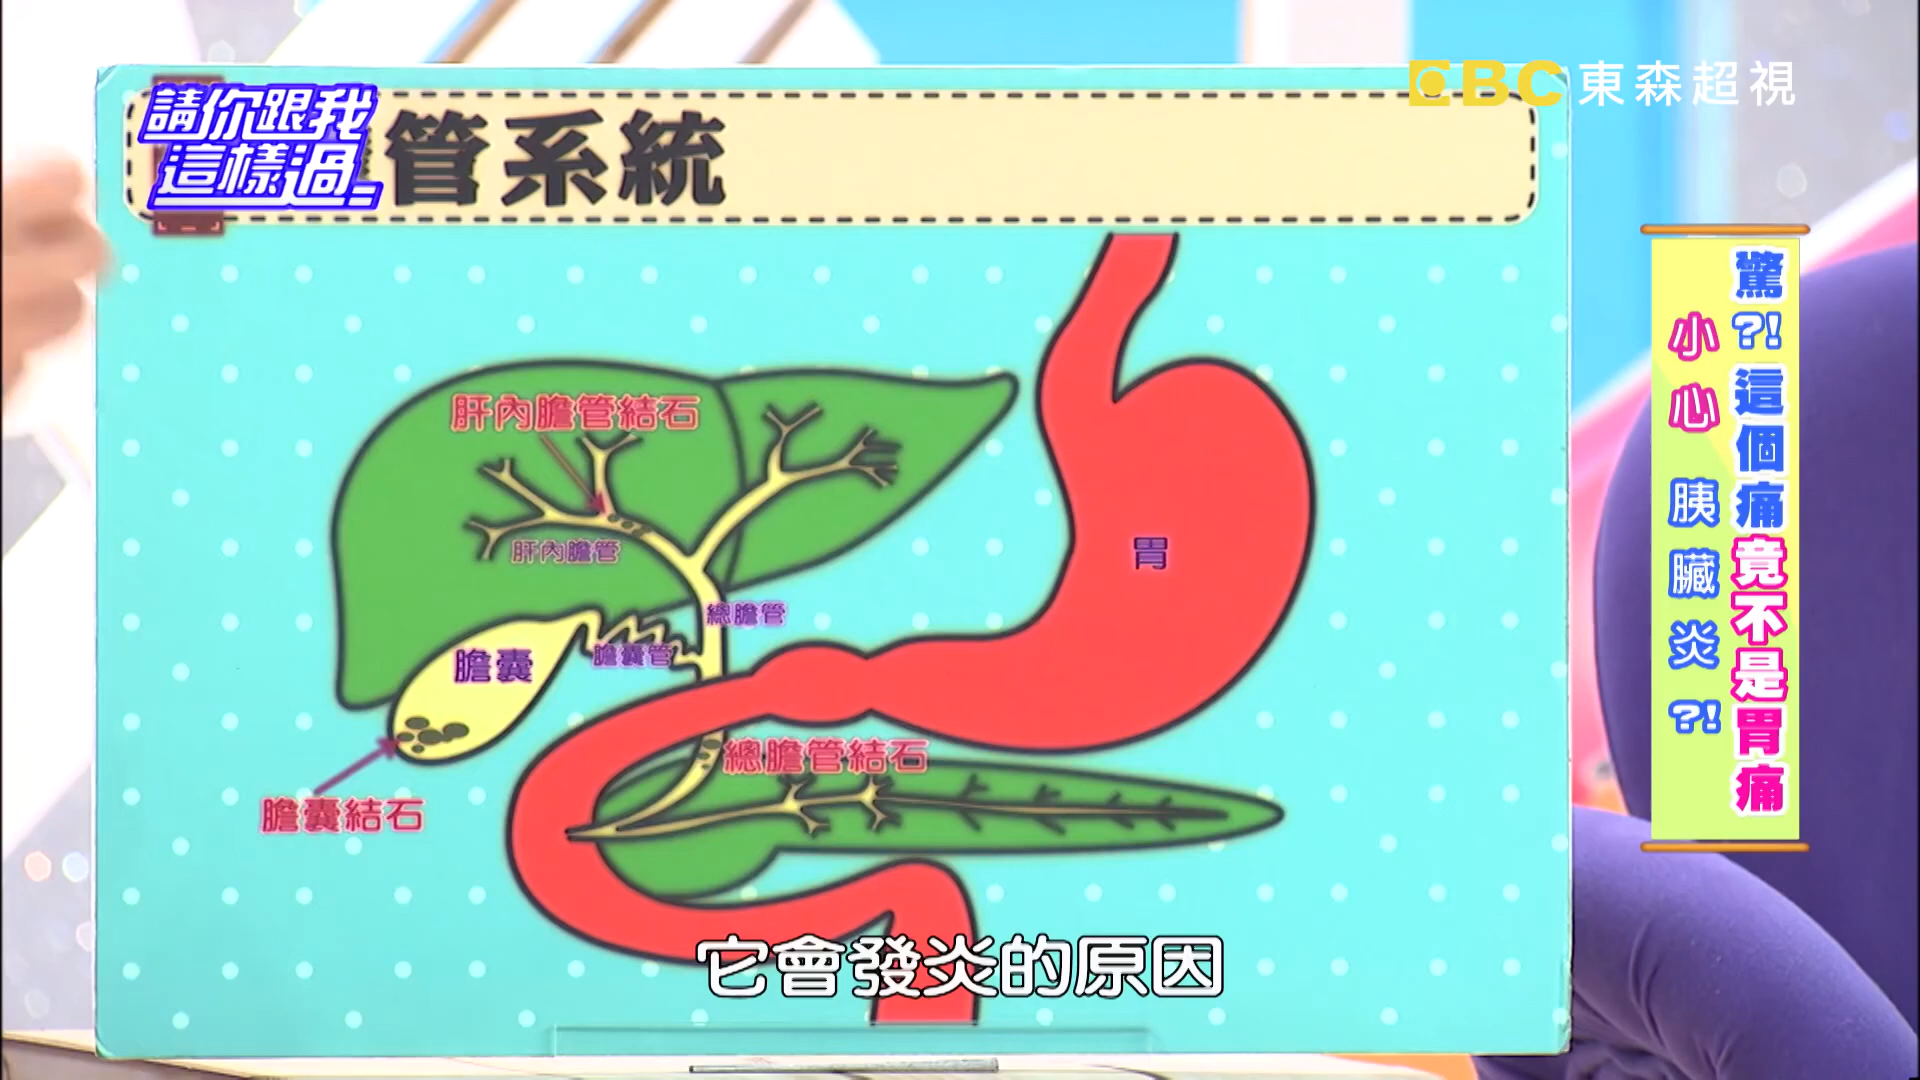 請你跟我
這樣過
管系統
EBC東森超視
驚?!這個痛竟不是胃痛
小心 胰臟炎?!
肝內膽管結石
肝內膽管
總膽管
膽囊
膽囊管
胃
總膽管結石
膽囊結石
它會發炎的原因